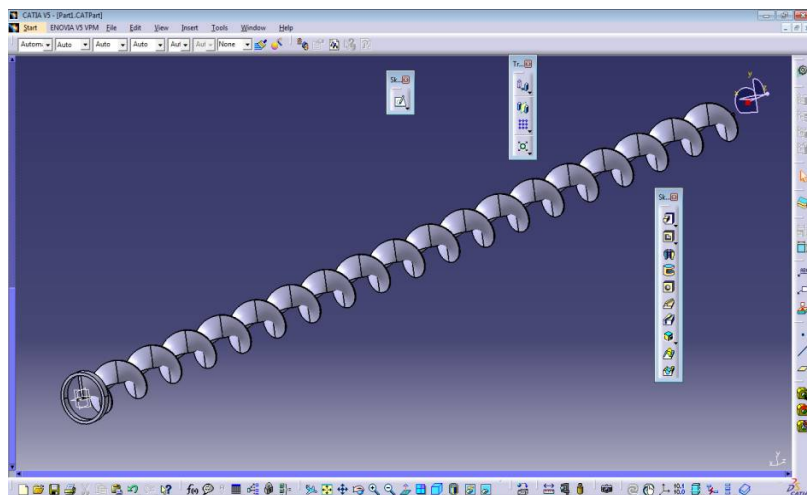 CATIA V5 - [Part1.CATPart]
Start ENOVIA V5 VPM File Edit View Insert Tools Window Help
Autom. Auto Auto Auto Aut Aut None
Sk...
Tr...
Sk...
x y
f(x)